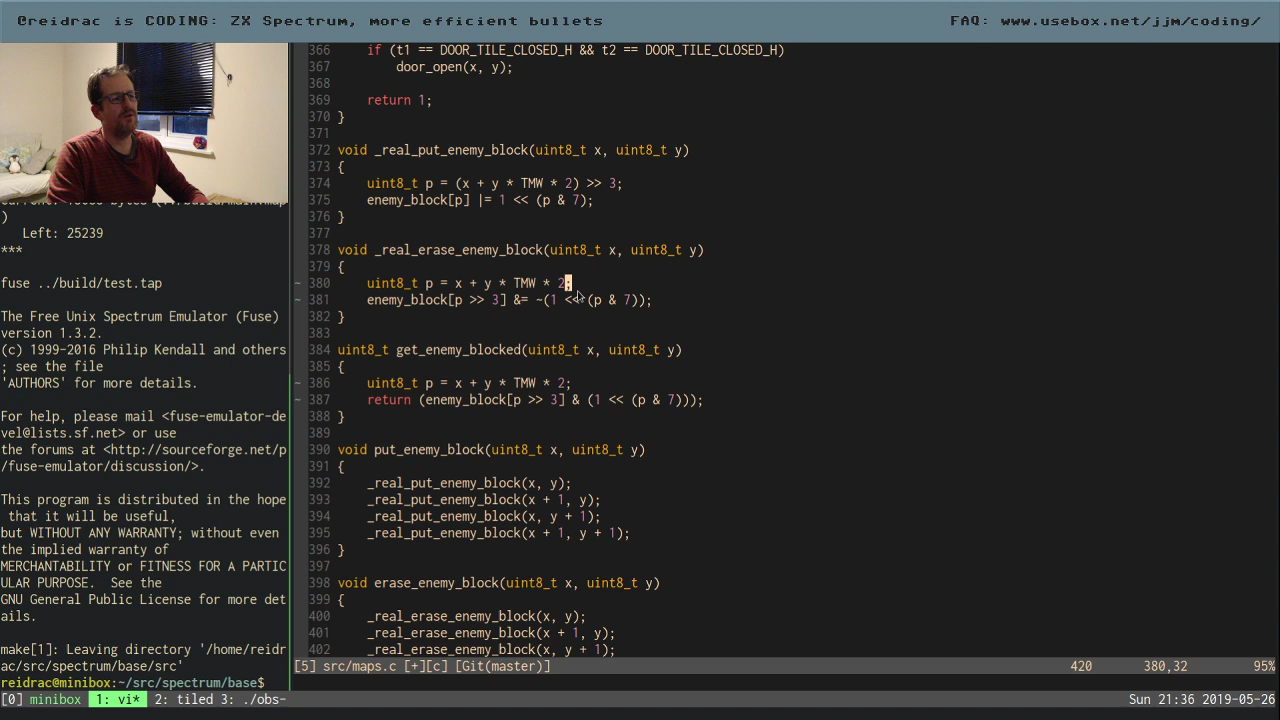 @reidrac is CODING: ZX Spectrum, more efficient bullets
FAQ: www.usebox.net/jjm/coding/
)
   Left: 25239
***
fuse ../build/test.tap
The Free Unix Spectrum Emulator (Fuse)
version 1.3.2.
(c) 1999-2016 Philip Kendall and others
; see the file
'AUTHORS' for more details.
For help, please mail <fuse-emulator-de
vel@lists.sf.net> or use
the forums at <http://sourceforge.net/p
/fuse-emulator/discussion/>.
This program is distributed in the hope
 that it will be useful,
but WITHOUT ANY WARRANTY; without even
the implied warranty of
MERCHANTABILITY or FITNESS FOR A PARTIC
ULAR PURPOSE.  See the
GNU General Public License for more det
ails.
make[1]: Leaving directory '/home/reidr
ac/src/spectrum/base/src'
reidrac@minibox:~/src/spectrum/base$
366     if (t1 == DOOR_TILE_CLOSED_H && t2 == DOOR_TILE_CLOSED_H)
367         door_open(x, y);
368
369     return 1;
370 }
371
372 void _real_put_enemy_block(uint8_t x, uint8_t y)
373 {
374     uint8_t p = (x + y * TMW * 2) >> 3;
375     enemy_block[p] |= 1 << (p & 7);
376 }
377
378 void _real_erase_enemy_block(uint8_t x, uint8_t y)
379 {
~ 380     uint8_t p = x + y * TMW * 2;
~ 381     enemy_block[p >> 3] &= ~(1 << (p & 7));
382 }
383
384 uint8_t get_enemy_blocked(uint8_t x, uint8_t y)
385 {
~ 386     uint8_t p = x + y * TMW * 2;
~ 387     return (enemy_block[p >> 3] & (1 << (p & 7)));
388 }
389
390 void put_enemy_block(uint8_t x, uint8_t y)
391 {
392     _real_put_enemy_block(x, y);
393     _real_put_enemy_block(x + 1, y);
394     _real_put_enemy_block(x, y + 1);
395     _real_put_enemy_block(x + 1, y + 1);
396 }
397
398 void erase_enemy_block(uint8_t x, uint8_t y)
399 {
400     _real_erase_enemy_block(x, y);
401     _real_erase_enemy_block(x + 1, y);
402     _real_erase_enemy_block(x, y + 1);
[5] src/maps.c [+][c] [Git(master)] 420 380,32 95%
[0] minibox 1: vi* 2: tiled 3: ./obs- Sun 21:36 2019-05-26